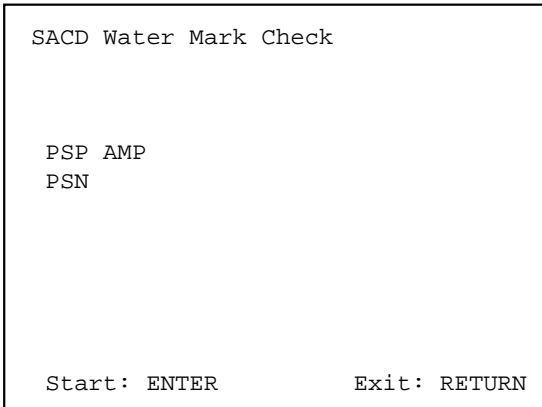 SACD Water Mark Check
PSP AMP
PSN
Start: ENTER Exit: RETURN